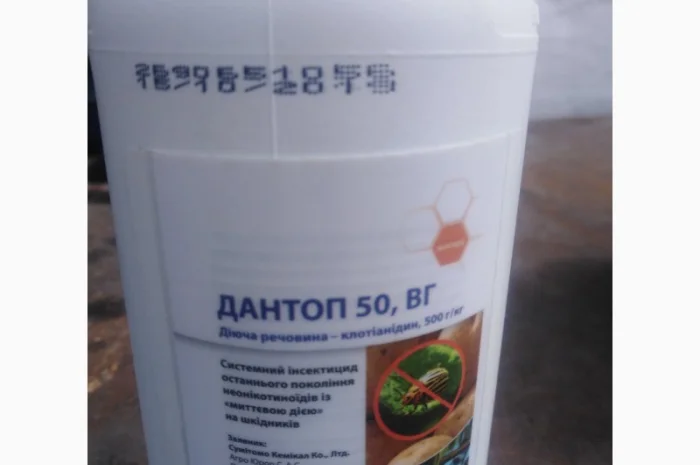 ДАНТОП 50, ВГ
Діюча речовина – клотіанідин, 500 г/кг
Системний інсектицид
останнього покоління
неонікотиноїдів із
«миттєвою дією»
на шкідників
Заявник:
Сумітомо Кемікал Ко., Лтд.